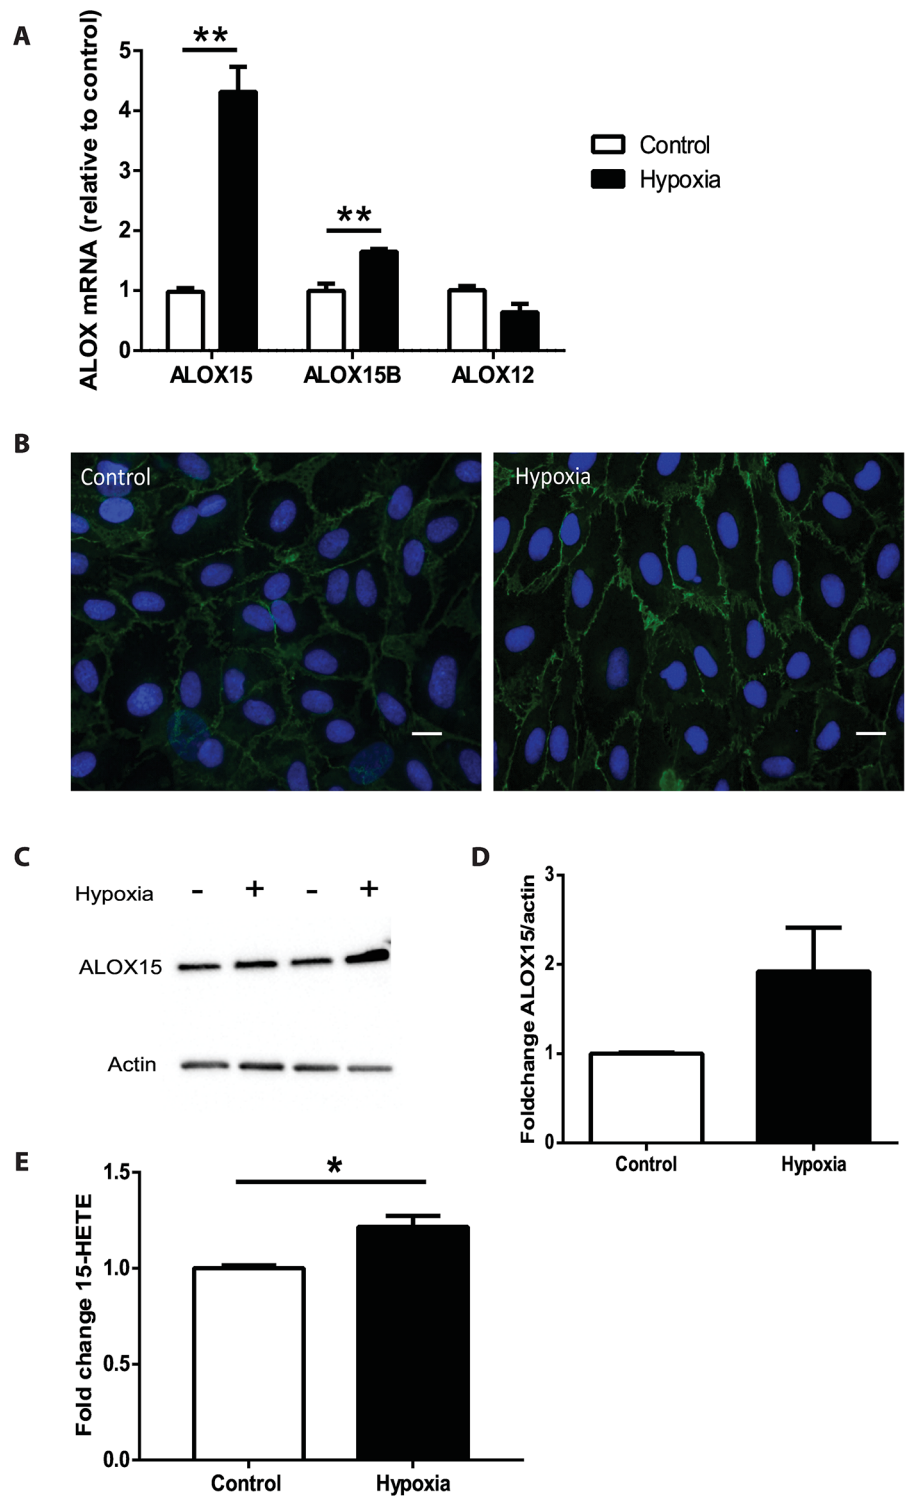 A
ALOX mRNA (relative to control)
5
4
3
2
1
0
**
**
ALOX15
ALOX15B
ALOX12
Control
Hypoxia
B
Control
Hypoxia
C
Hypoxia - + - +
ALOX15
Actin
D
Foldchange ALOX15/actin
3
2
1
0
Control
Hypoxia
E
Fold change 15-HETE
1.5
1.0
0.5
0.0
*
Control
Hypoxia